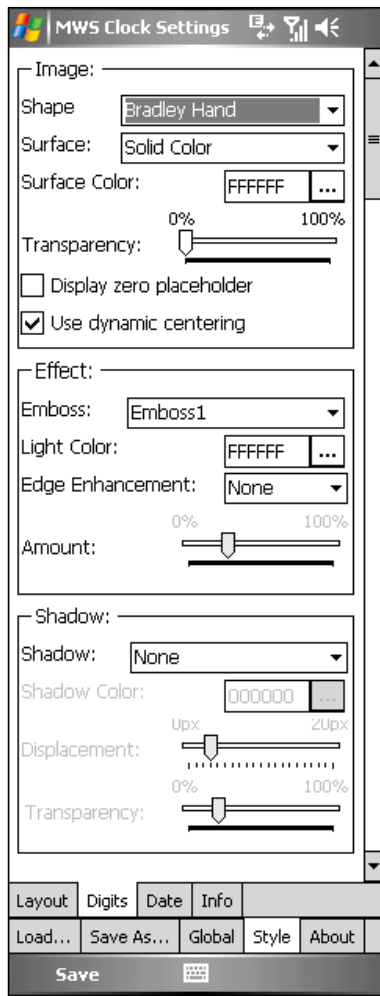 MWS Clock Settings
Image:
Shape Bradley Hand
Surface: Solid Color
Surface Color: FFFFFF ...
0% 100%
Transparency:
Display zero placeholder
Use dynamic centering
Effect:
Emboss: Emboss1
Light Color: FFFFFF ...
Edge Enhancement: None
0% 100%
Amount:
Shadow:
Shadow: None
Shadow Color: 000000 ...
0px 20px
Displacement:
0% 100%
Transparency:
Layout Digits Date Info
Load... Save As... Global Style About
Save